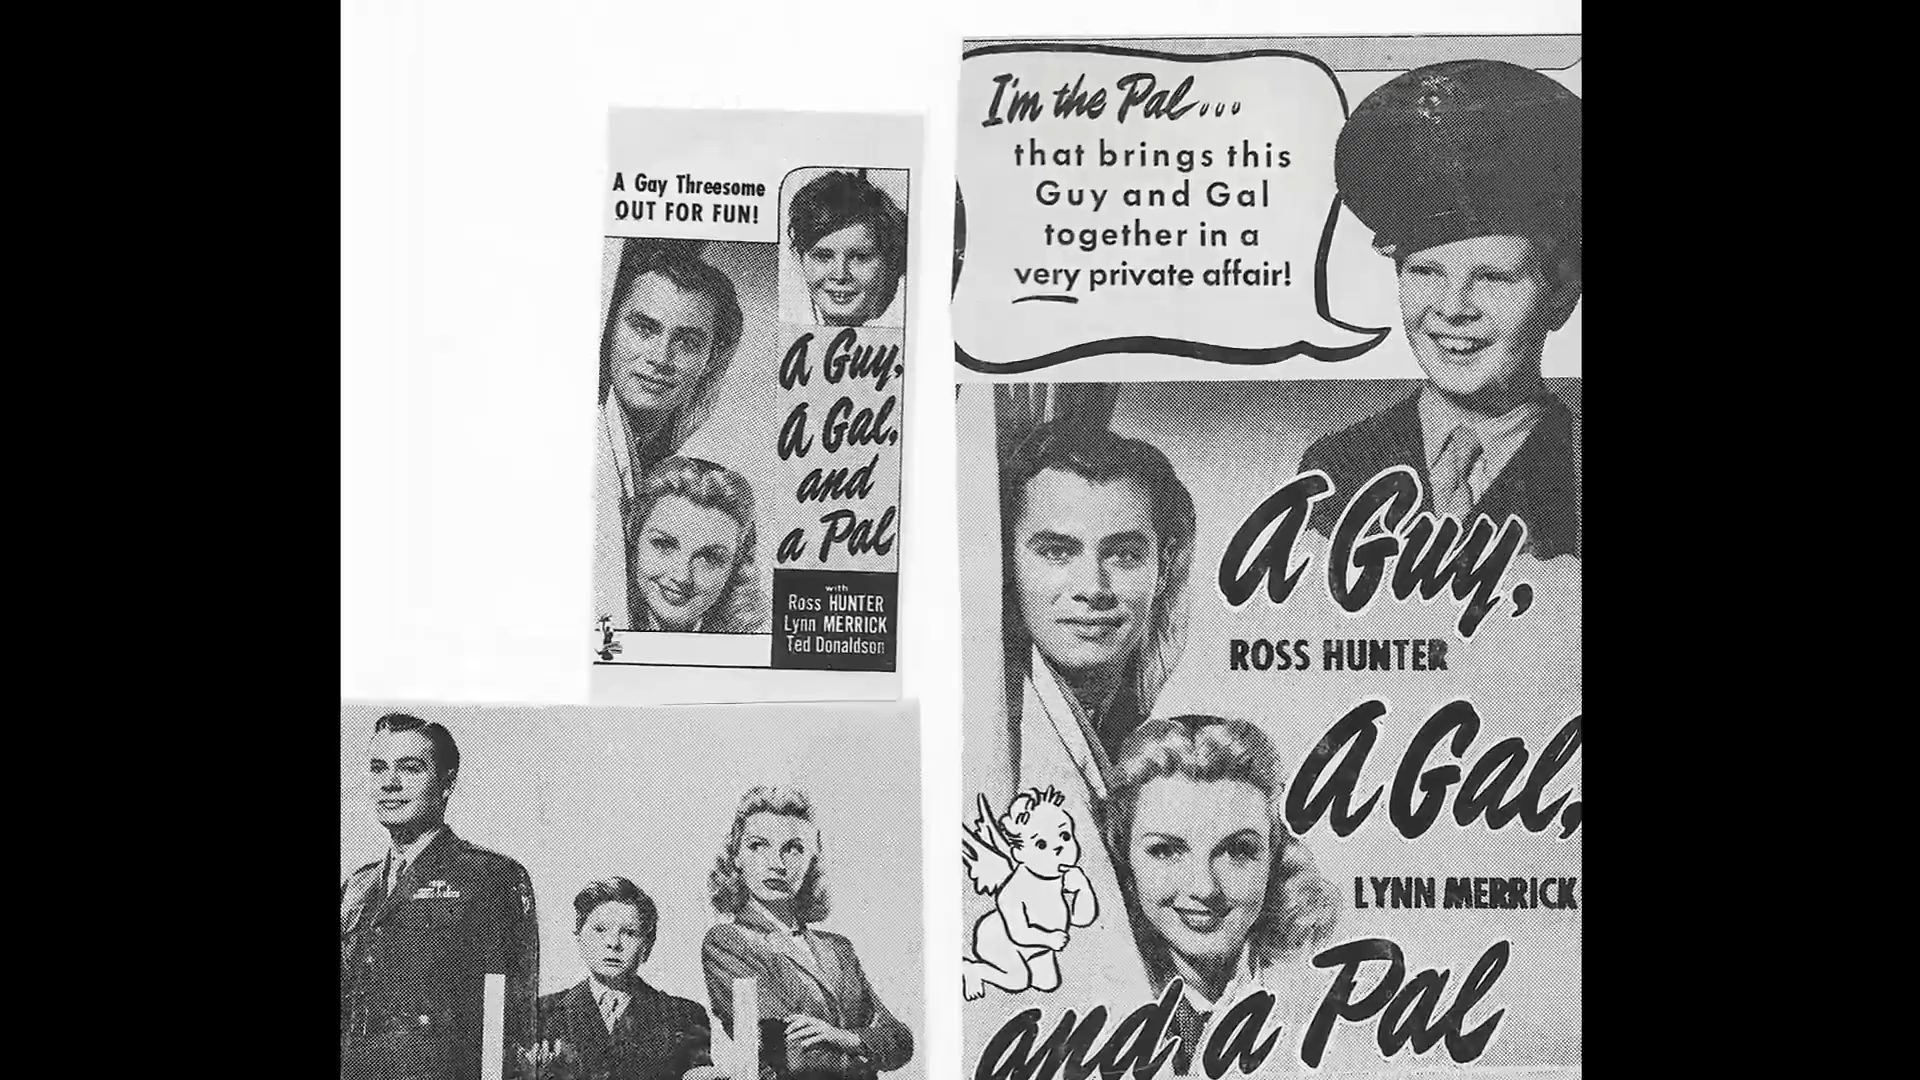 A Gay Threesome
OUT FOR FUN!
A Guy,
A Gal,
and
a Pal
with
Ross HUNTER
Lynn MERRICK
Ted Donaldson
I'm the Pal...
that brings this
Guy and Gal
together in a
very private affair!
A Guy,
ROSS HUNTER
A Gal,
LYNN MERRICK
and a Pal